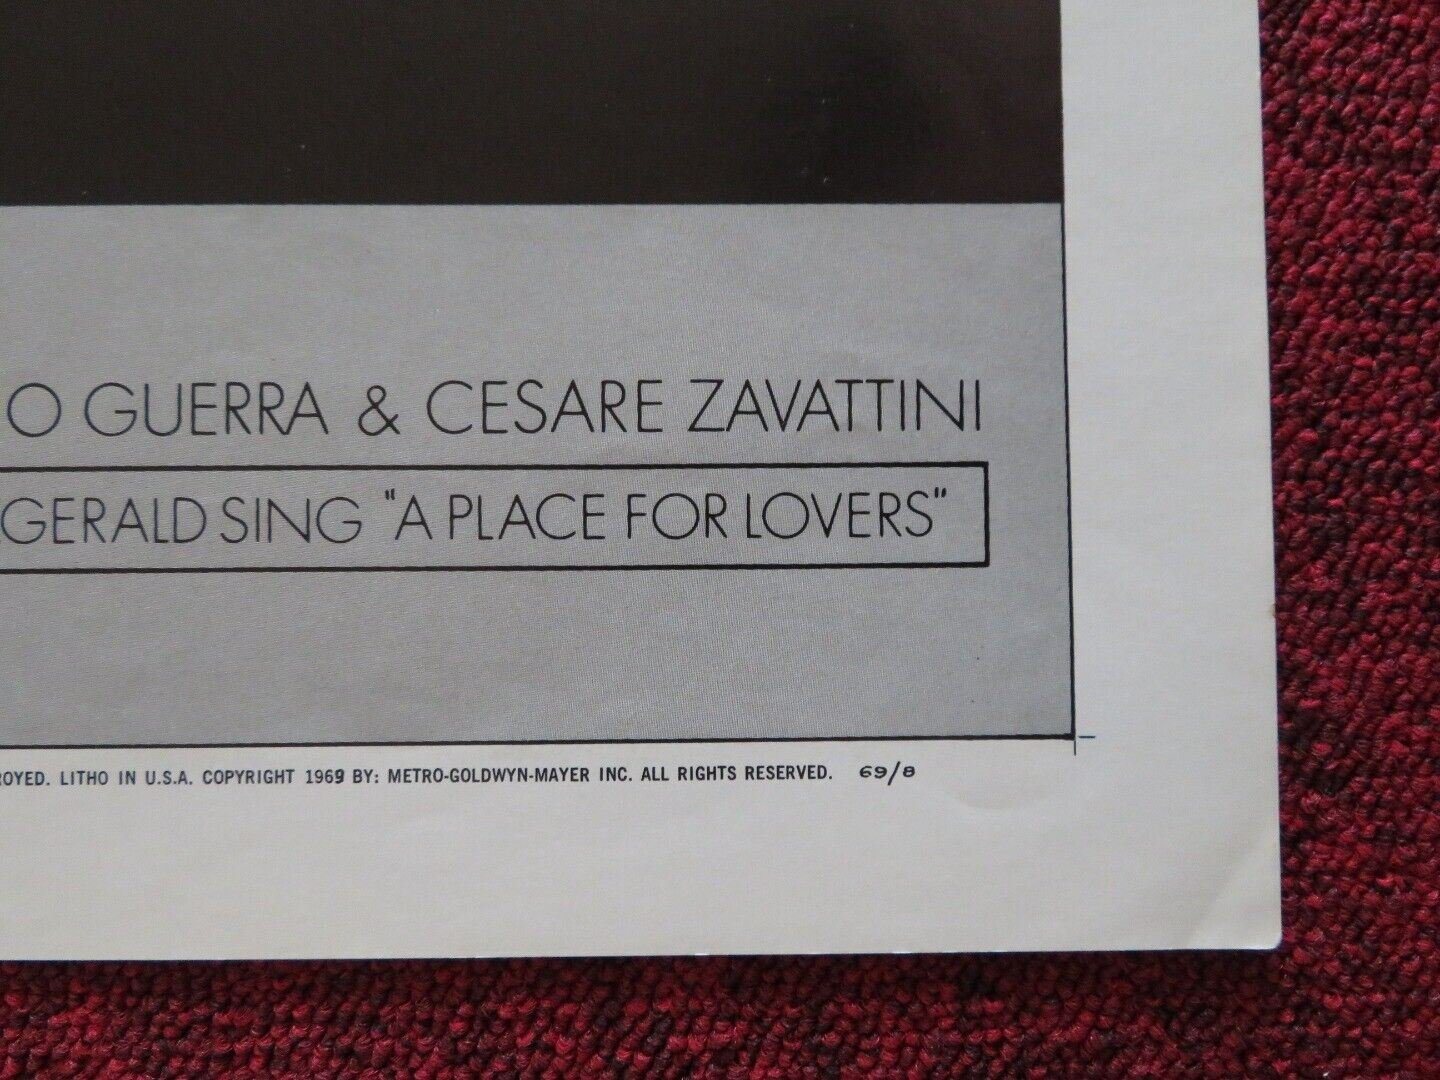 O GUERRA & CESARE ZAVATTINI
GERALD SING "A PLACE FOR LOVERS"
ROYED. LITHO IN U.S.A. COPYRIGHT 1969 BY: METRO-GOLDWYN-MAYER INC. ALL RIGHTS RESERVED. 69/8